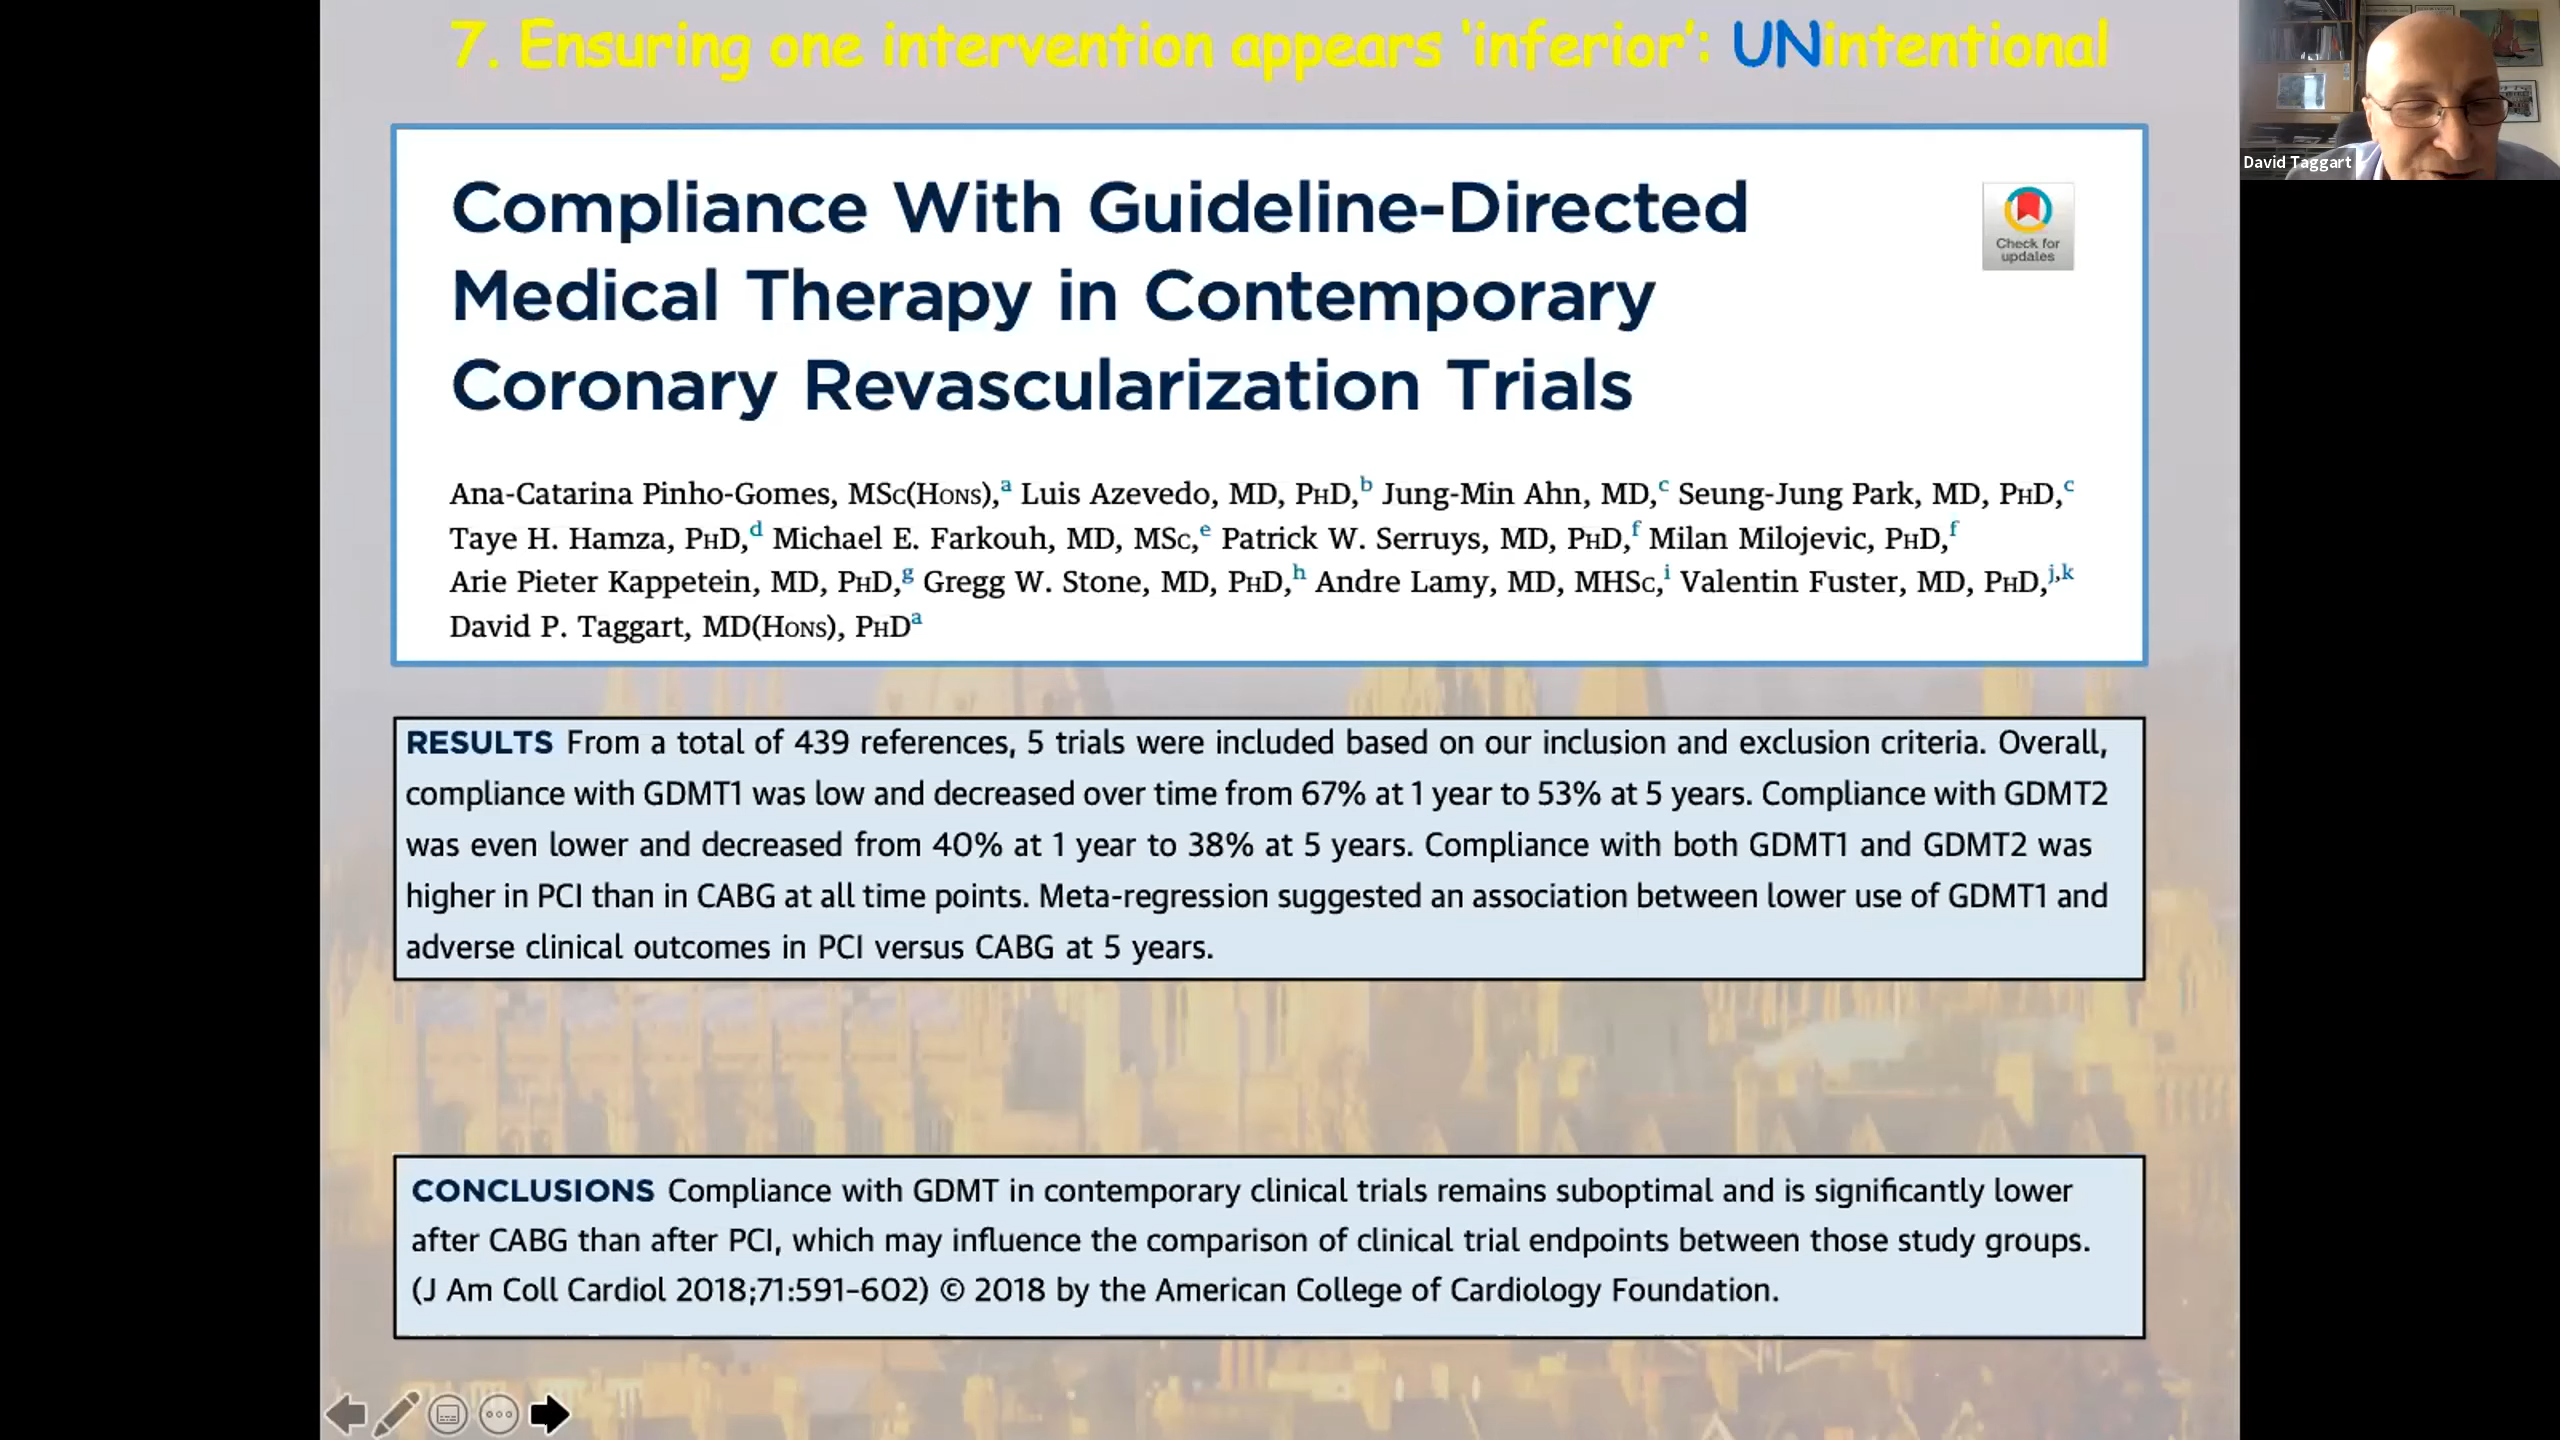 7. Ensuring one intervention appears 'inferior': UNintentional
David Taggart
Compliance With Guideline-Directed
Medical Therapy in Contemporary
Coronary Revascularization Trials
Check for
updates
Ana-Catarina Pinho-Gomes, MSc(Hons),a Luis Azevedo, MD, PhD,b Jung-Min Ahn, MD,c Seung-Jung Park, MD, PhD,c
Taye H. Hamza, PhD,d Michael E. Farkouh, MD, MSc,e Patrick W. Serruys, MD, PhD,f Milan Milojevic, PhD,f
Arie Pieter Kappetein, MD, PhD,g Gregg W. Stone, MD, PhD,h Andre Lamy, MD, MHSc,i Valentin Fuster, MD, PhD,j,k
David P. Taggart, MD(Hons), PhDa
RESULTS From a total of 439 references, 5 trials were included based on our inclusion and exclusion criteria. Overall,
compliance with GDMT1 was low and decreased over time from 67% at 1 year to 53% at 5 years. Compliance with GDMT2
was even lower and decreased from 40% at 1 year to 38% at 5 years. Compliance with both GDMT1 and GDMT2 was
higher in PCI than in CABG at all time points. Meta-regression suggested an association between lower use of GDMT1 and
adverse clinical outcomes in PCI versus CABG at 5 years.
CONCLUSIONS Compliance with GDMT in contemporary clinical trials remains suboptimal and is significantly lower
after CABG than after PCI, which may influence the comparison of clinical trial endpoints between those study groups.
(J Am Coll Cardiol 2018;71:591–602) © 2018 by the American College of Cardiology Foundation.